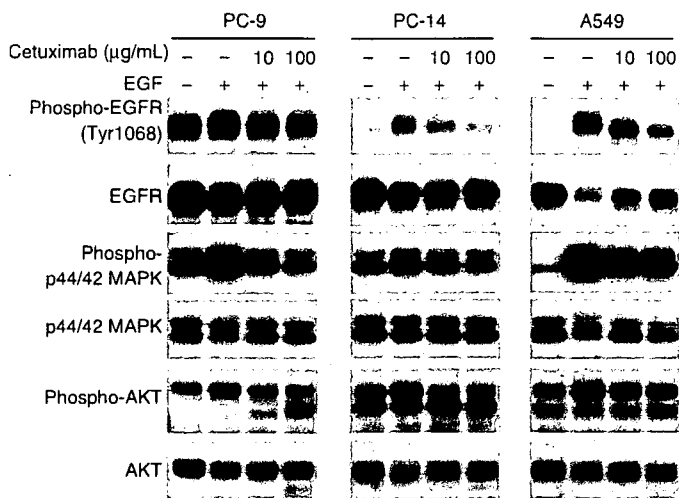 PC-9 PC-14 A549
Cetuximab (μg/mL) – – 10 100 – – 10 100 – – 10 100
EGF – + + + – + + + – + + +
Phospho-EGFR
(Tyr1068)
EGFR
Phospho-
p44/42 MAPK
p44/42 MAPK
Phospho-AKT
AKT